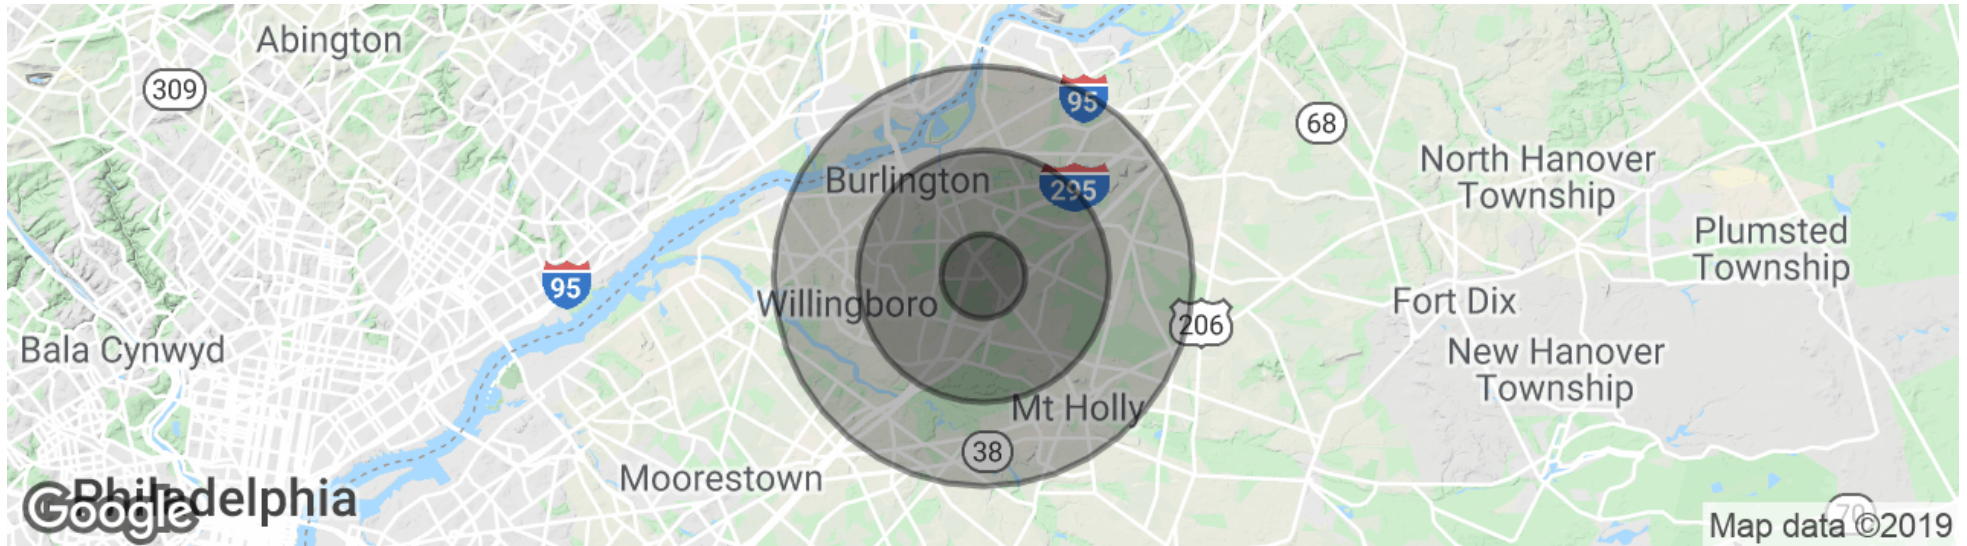 Abington
309
95
68
North Hanover
Township
Burlington
295
Plumsted
Township
95
Willingboro
Fort Dix
206
Bala Cynwyd
New Hanover
Township
Mt Holly
38
Moorestown
Philadelphia
Google
70
Map data ©2019